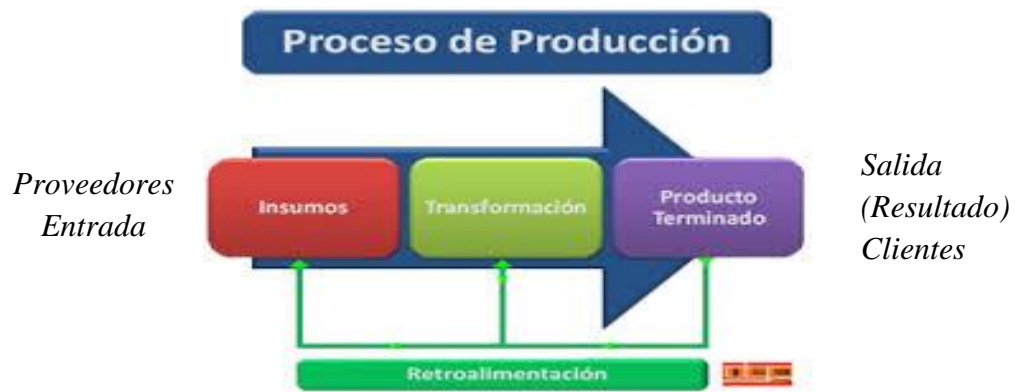 Proceso de Producción
Proveedores
Entrada
Insumos
Transformación
Producto
Terminado
Salida
(Resultado)
Clientes
Retroalimentación